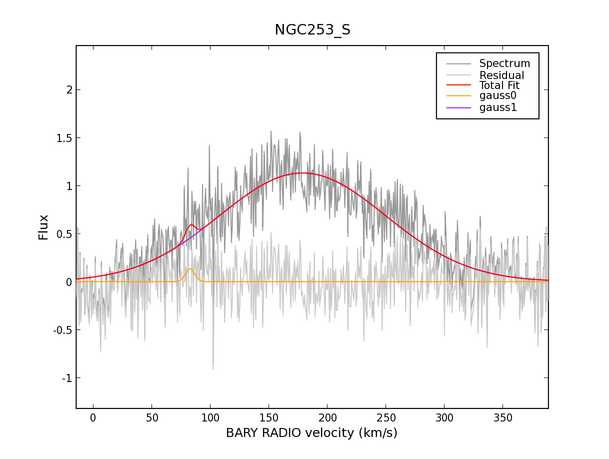 NGC253_S
Spectrum
Residual
Total Fit
gauss0
gauss1
2
1.5
1
0.5
0
-0.5
-1
Flux
0 50 100 150 200 250 300 350
BARY RADIO velocity (km/s)